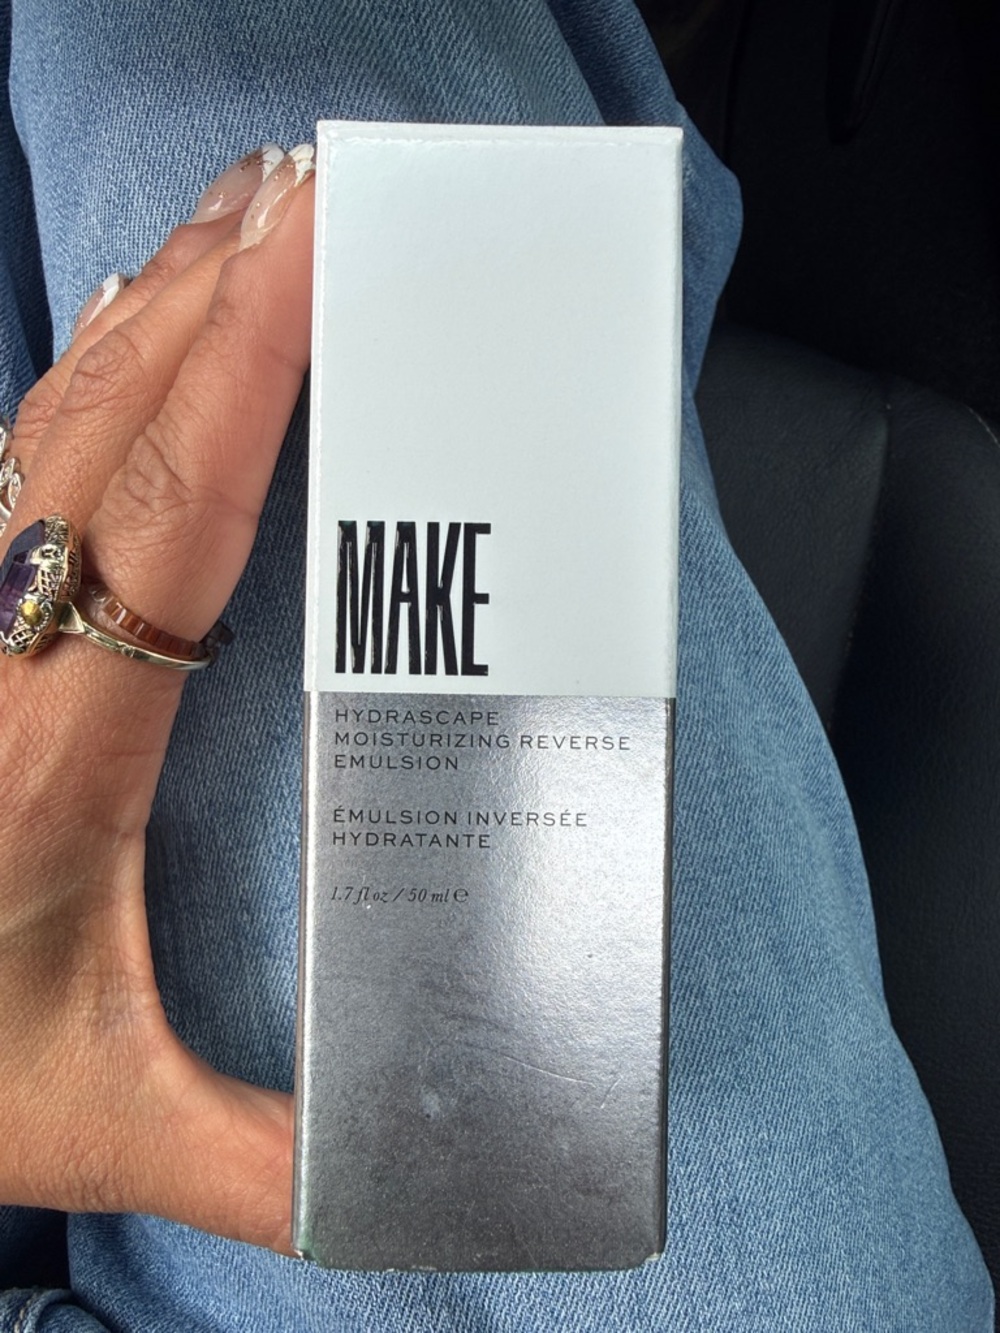 MAKE
HYDRASCAPE
MOISTURIZING REVERSE
EMULSION
ÉMULSION INVERSÉE
HYDRATANTE
1.7 fl oz / 50 ml ℮